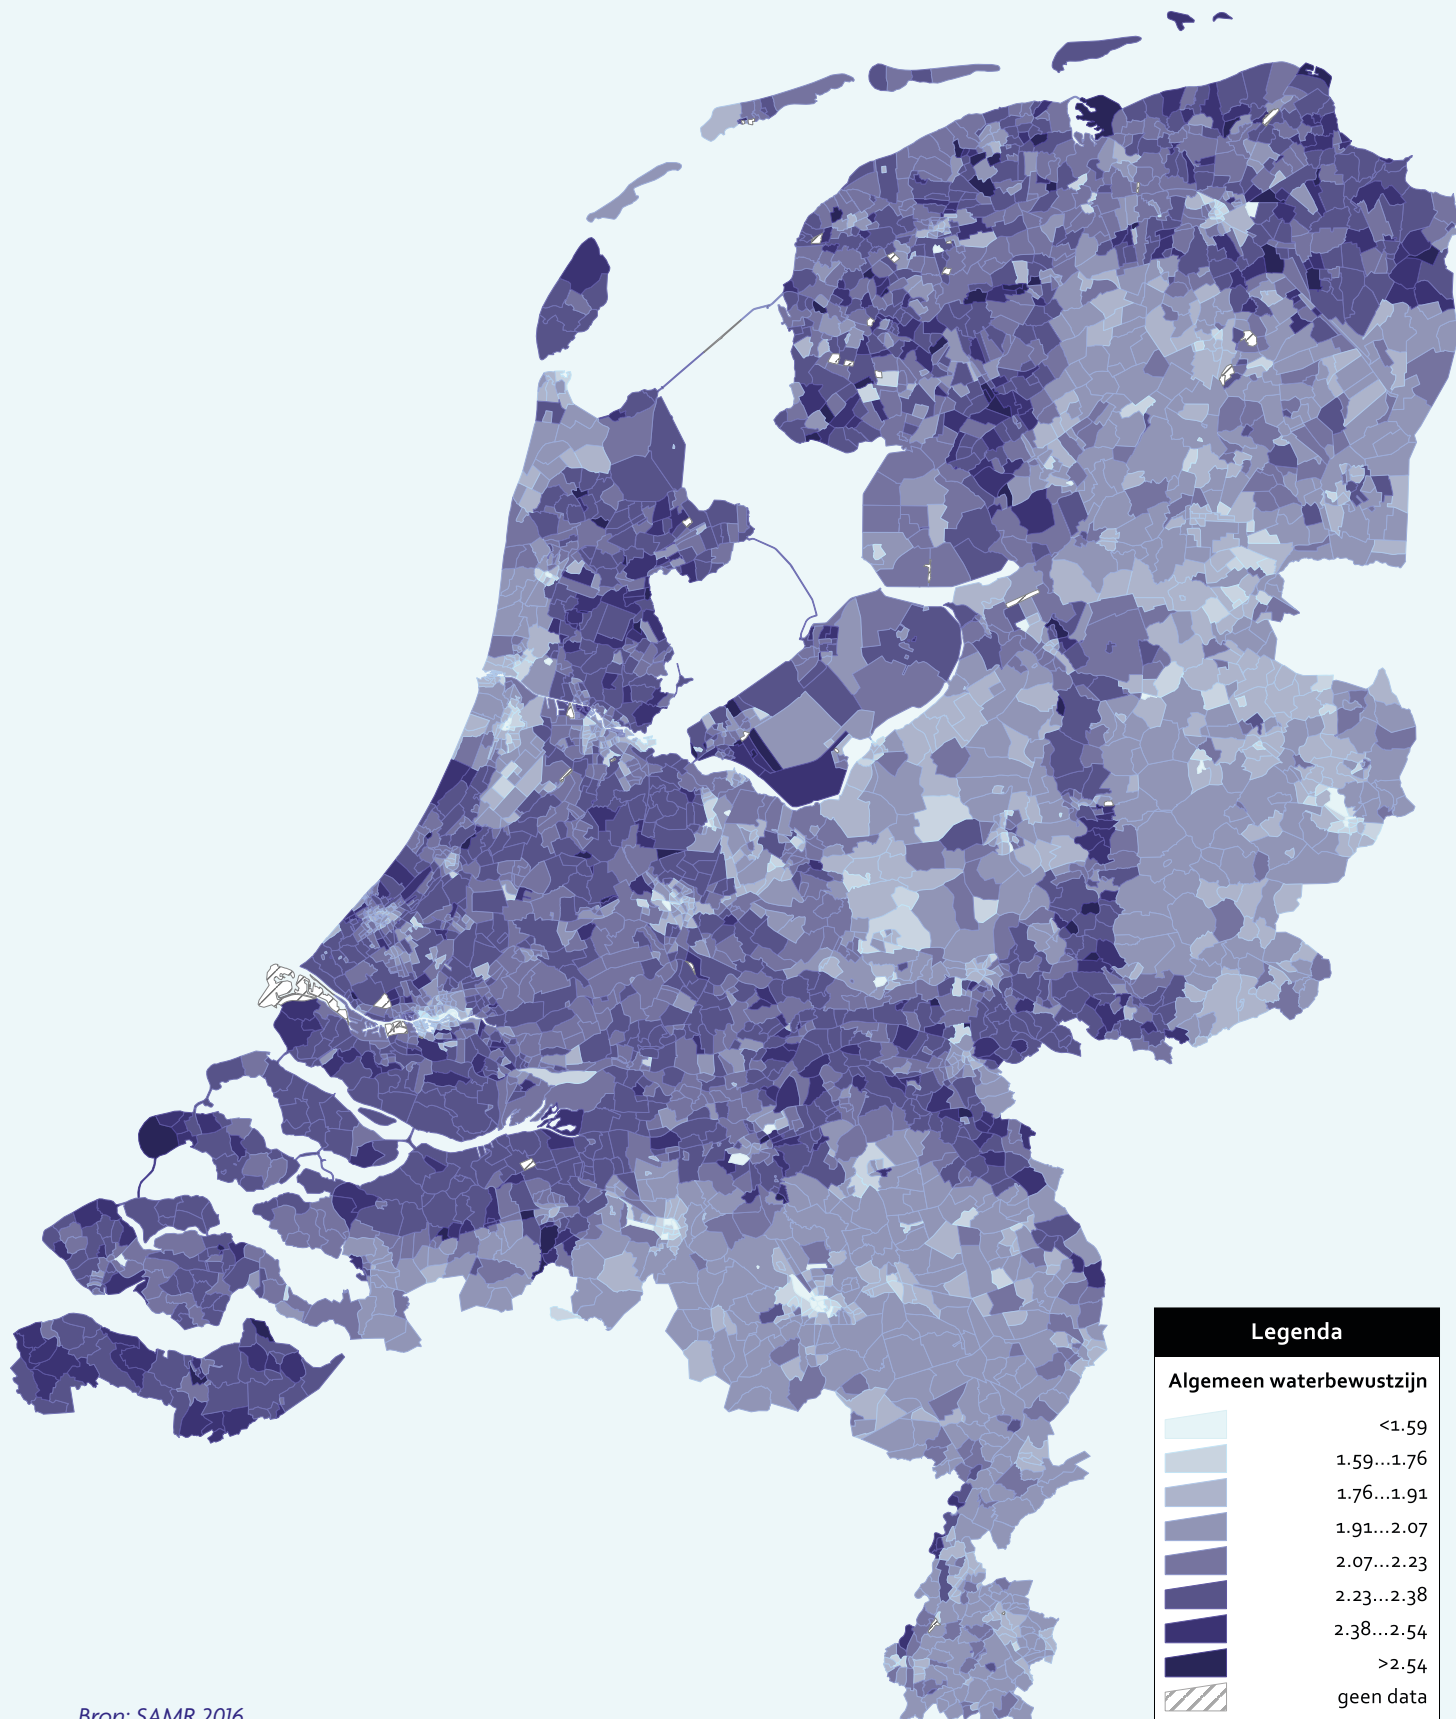 Legenda
Algemeen waterbewustzijn
<1.59
1.59...1.76
1.76...1.91
1.91...2.07
2.07...2.23
2.23...2.38
2.38...2.54
>2.54
geen data
Bron: SAMR 2016